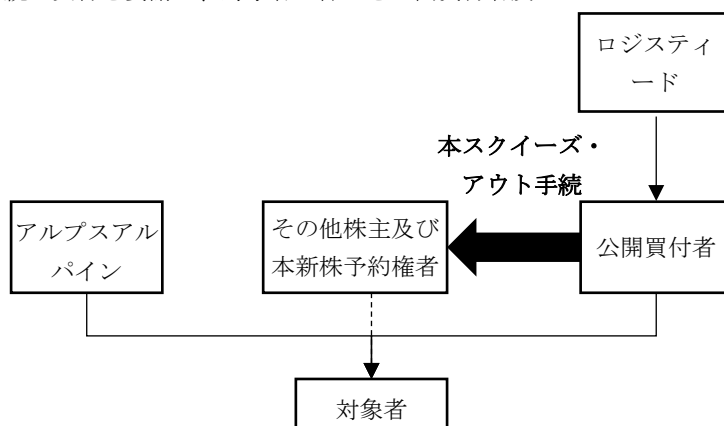 ロジスティ
ード
本スクイーズ・
アウト手続
アルプスアル
パイン
その他株主及び
本新株予約権者
公開買付者
対象者